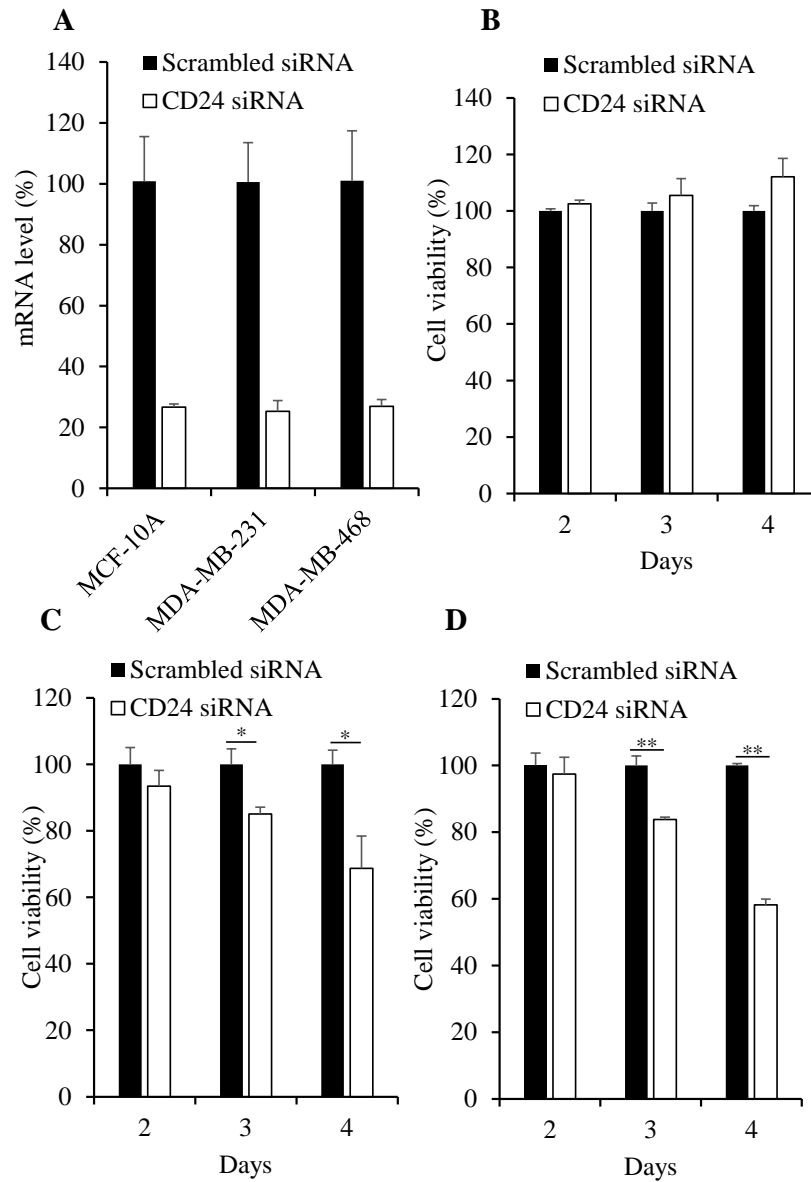 A
Scrambled siRNA
CD24 siRNA
mRNA level (%)
140
120
100
80
60
40
20
0
MCF-10A
MDA-MB-231
MDA-MB-468
B
Scrambled siRNA
CD24 siRNA
Cell viability (%)
140
120
100
80
60
40
20
0
2 3 4
Days
C
Scrambled siRNA
CD24 siRNA
Cell viability (%)
120
100
80
60
40
20
0
* *
2 3 4
Days
D
Scrambled siRNA
CD24 siRNA
Cell viability (%)
120
100
80
60
40
20
0
** **
2 3 4
Days